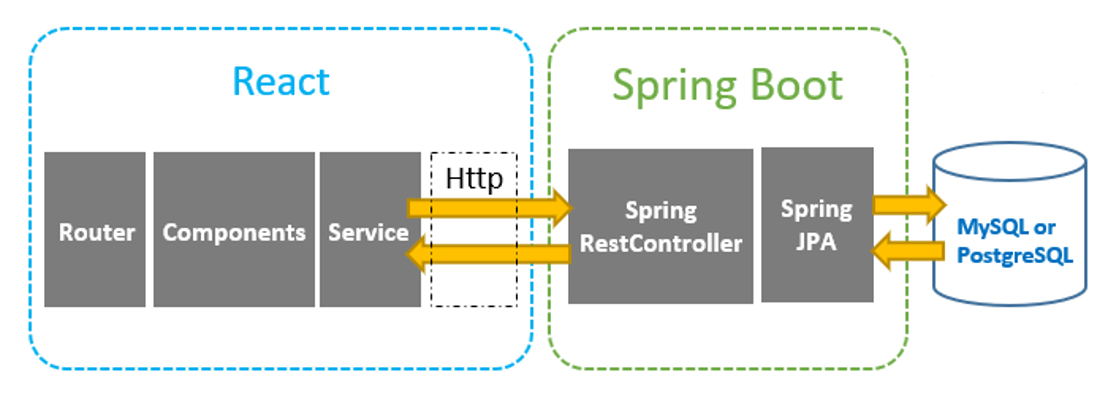 React
Spring Boot
Router
Components
Service
Http
Spring
RestController
Spring
JPA
MySQL or
PostgreSQL